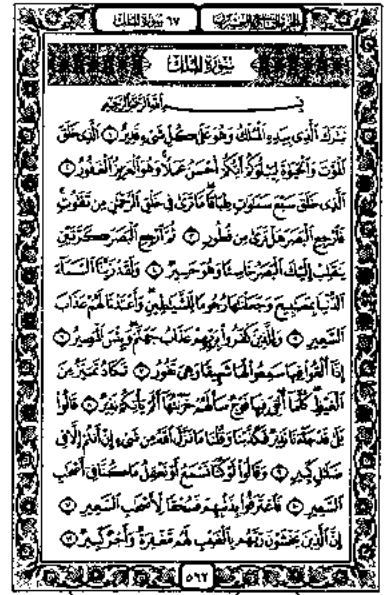 الجزء التاسع والعشرون
٦٧ سورة الملك
سورة الملك
بسم الله الرحمن الرحيم
تبرك الذي بيده الملك وهو على كل شيء قدير ١ الذي خلق
الموت والحيوة ليبلوكم أيكم أحسن عملا وهو العزيز الغفور ٢
الذي خلق سبع سموات طباقا ما ترى في خلق الرحمن من تفوت
فارجع البصر هل ترى من فطور ٣ ثم ارجع البصر كرتين
ينقلب إليك البصر خاسئا وهو حسير ٤ ولقد زينا السماء
الدنيا بمصبيح وجعلنها رجوما للشيطين وأعتدنا لهم عذاب
السعير ٥ وللذين كفروا بربهم عذاب جهنم وبئس المصير ٦
إذا ألقوا فيها سمعوا لها شهيقا وهي تفور ٧ تكاد تميز من
الغيظ كلما ألقي فيها فوج سألهم خزنتها ألم يأتكم نذير ٨ قالوا
بلى قد جاءنا نذير فكذبنا وقلنا ما نزل الله من شيء إن أنتم إلا في
ضلل كبير ٩ وقالوا لو كنا نسمع أو نعقل ما كنا في أصحب
السعير ١٠ فاعترفوا بذنبهم فسحقا لأصحب السعير ١١
إن الذين يخشون ربهم بالغيب لهم مغفرة وأجر كبير ١٢
٥٦٢